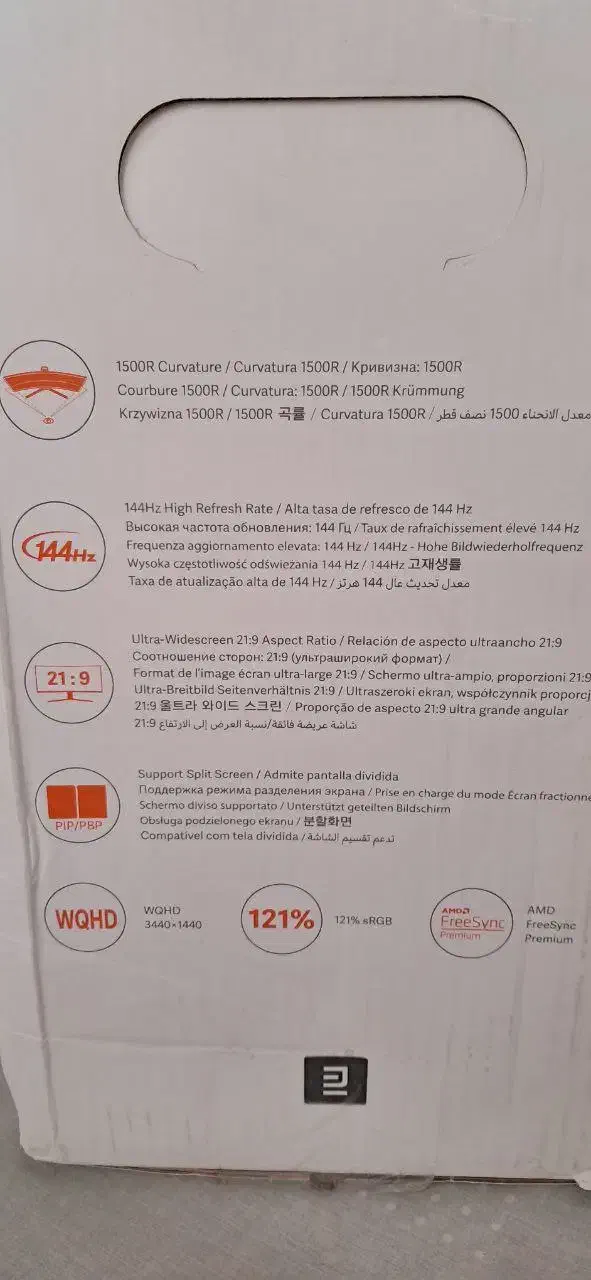 1500R Curvature / Curvatura 1500R / Кривизна: 1500R
Courbure 1500R / Curvatura: 1500R / 1500R Krümmung
Krzywizna 1500R / 1500R 곡률 / Curvatura 1500R / معدل الانحناء 1500 نصف قطر
144Hz
144Hz High Refresh Rate / Alta tasa de refresco de 144 Hz
Высокая частота обновления: 144 Гц / Taux de rafraîchissement élevé 144 Hz
Frequenza aggiornamento elevata: 144 Hz / 144Hz - Hohe Bildwiederholfrequenz
Wysoka częstotliwość odświeżania 144 Hz / 144Hz 고재생률
Taxa de atualização alta de 144 Hz / معدل تحديث عال 144 هرتز
21:9
Ultra-Widescreen 21:9 Aspect Ratio / Relación de aspecto ultraancho 21:9
Соотношение сторон: 21:9 (ультраширокий формат) /
Format de l'image écran ultra-large 21:9 / Schermo ultra-ampio, proporzioni 21:9
Ultra-Breitbild Seitenverhältnis 21:9 / Ultraszeroki ekran, współczynnik proporcj
21:9 울트라 와이드 스크린 / Proporção de aspecto 21:9 ultra grande angular
شاشة عريضة فائقة/نسبة العرض إلى الارتفاع 21:9
PIP/PBP
Support Split Screen / Admite pantalla dividida
Поддержка режима разделения экрана / Prise en charge du mode Écran fractionné
Schermo diviso supportato / Unterstützt geteilten Bildschirm
Obsługa podzielonego ekranu / 분할화면
Compatível com tela dividida / تدعم تقسيم الشاشة
WQHD
WQHD
3440×1440
121%
121% sRGB
AMD
FreeSync
Premium
AMD
FreeSync
Premium